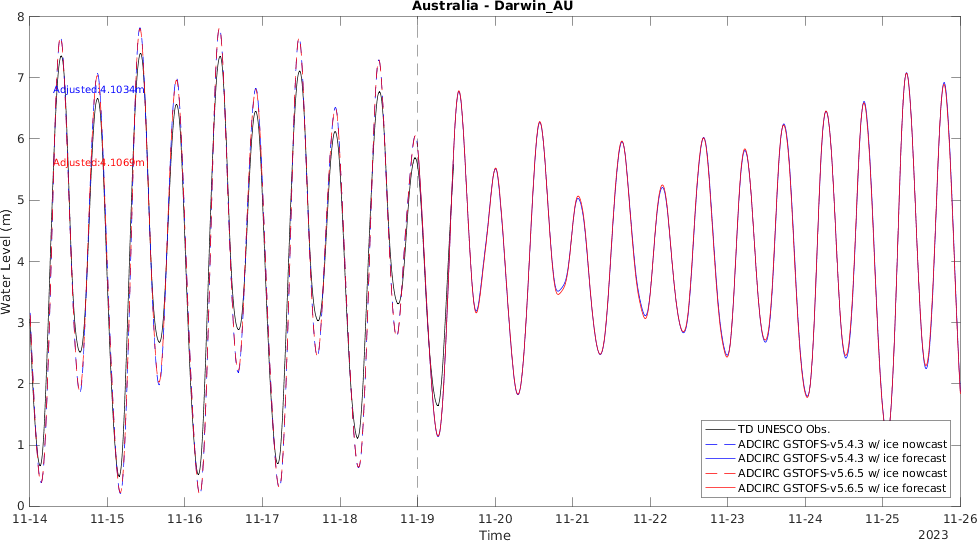 Australia - Darwin_AU
8
7
6
5
4
3
2
1
0
Water Level (m)
Adjusted:4.1034m
Adjusted:4.1069m
TD UNESCO Obs.
ADCIRC GSTOFS-v5.4.3 w/ ice nowcast
ADCIRC GSTOFS-v5.4.3 w/ ice forecast
ADCIRC GSTOFS-v5.6.5 w/ ice nowcast
ADCIRC GSTOFS-v5.6.5 w/ ice forecast
11-14 11-15 11-16 11-17 11-18 11-19 11-20 11-21 11-22 11-23 11-24 11-25 11-26
Time
2023